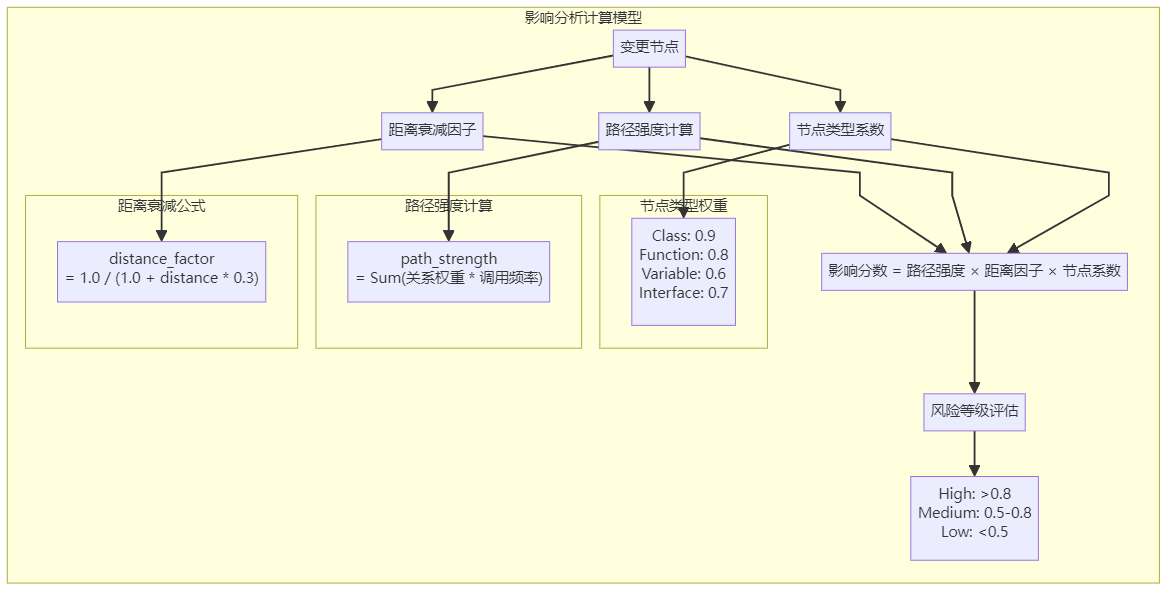 影响分析计算模型
变更节点
距离衰减因子
路径强度计算
节点类型系数
距离衰减公式
distance_factor
= 1.0 / (1.0 + distance * 0.3)
路径强度计算
path_strength
= Sum(关系权重 * 调用频率)
节点类型权重
Class: 0.9
Function: 0.8
Variable: 0.6
Interface: 0.7
影响分数 = 路径强度 × 距离因子 × 节点系数
风险等级评估
High: >0.8
Medium: 0.5-0.8
Low: <0.5